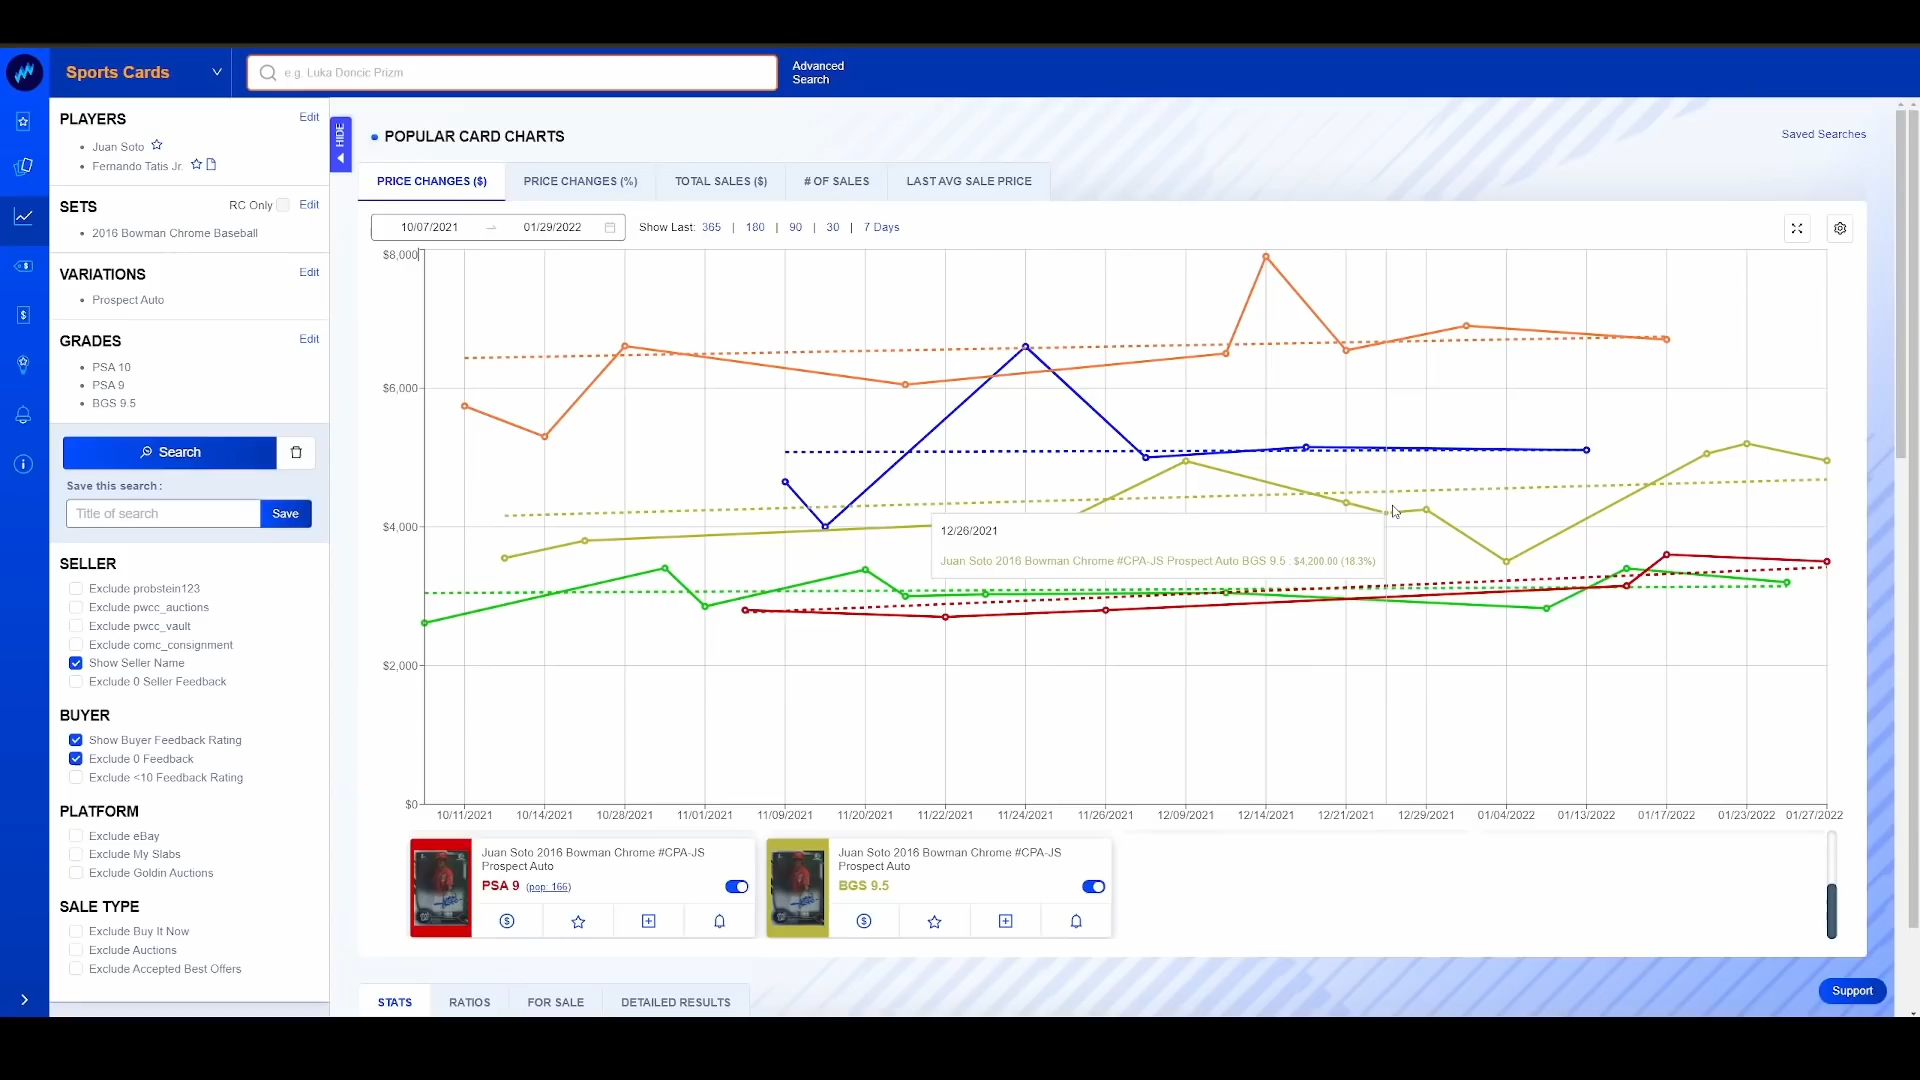 Sports Cards
e.g. Luka Doncic Prizm
Advanced
Search
PLAYERS
Edit
Juan Soto
Fernando Tatis Jr.
SETS
RC Only
Edit
2016 Bowman Chrome Baseball
VARIATIONS
Edit
Prospect Auto
GRADES
Edit
PSA 10
PSA 9
BGS 9.5
Search
Save this search:
Title of search
Save
SELLER
Exclude probstein123
Exclude pwcc_auctions
Exclude pwcc_vault
Exclude comc_consignment
Show Seller Name
Exclude 0 Seller Feedback
BUYER
Show Buyer Feedback Rating
Exclude 0 Feedback
Exclude <10 Feedback Rating
PLATFORM
Exclude eBay
Exclude My Slabs
Exclude Goldin Auctions
SALE TYPE
Exclude Buy It Now
Exclude Auctions
Exclude Accepted Best Offers
HIDE
POPULAR CARD CHARTS
Saved Searches
PRICE CHANGES ($)
PRICE CHANGES (%)
TOTAL SALES ($)
# OF SALES
LAST AVG SALE PRICE
10/07/2021
01/29/2022
Show Last: 365 | 180 | 90 | 30 | 7 Days
$8,000
$6,000
$4,000
$2,000
$0
12/26/2021
Juan Soto 2016 Bowman Chrome #CPA-JS Prospect Auto BGS 9.5 : $4,200.00 (18.3%)
10/11/2021 10/14/2021 10/28/2021 11/01/2021 11/09/2021 11/20/2021 11/22/2021 11/24/2021 11/26/2021 12/09/2021 12/14/2021 12/21/2021 12/29/2021 01/04/2022 01/13/2022 01/17/2022 01/23/2022 01/27/2022
Juan Soto 2016 Bowman Chrome #CPA-JS
Prospect Auto
PSA 9 (pop: 166)
Juan Soto 2016 Bowman Chrome #CPA-JS
Prospect Auto
BGS 9.5
STATS
RATIOS
FOR SALE
DETAILED RESULTS
Support